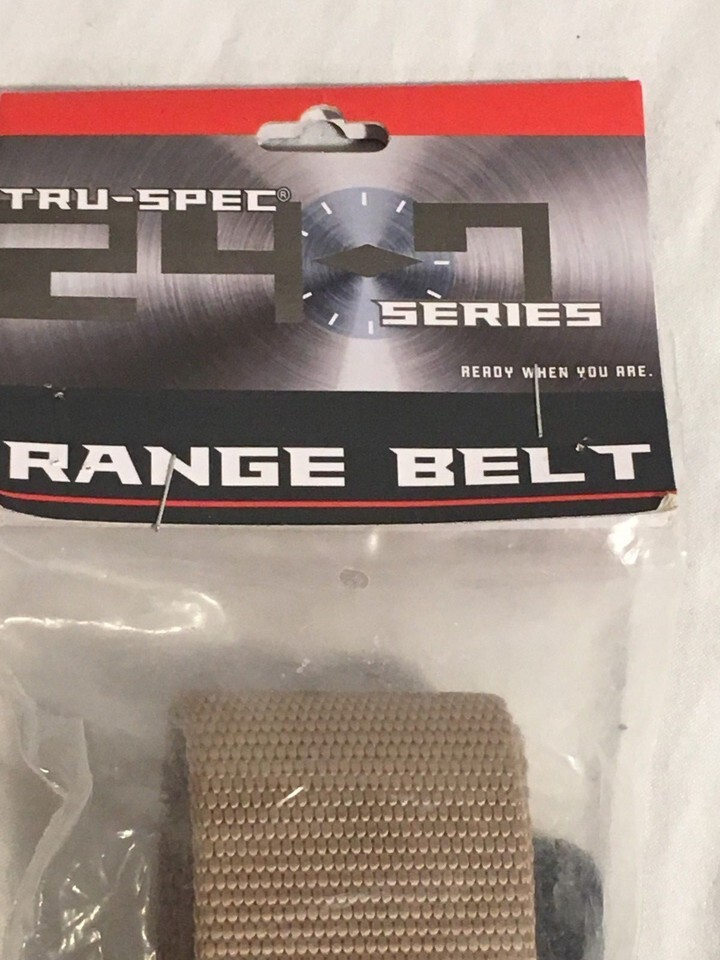 TRU-SPEC®
24 7
SERIES
READY WHEN YOU ARE.
RANGE BELT